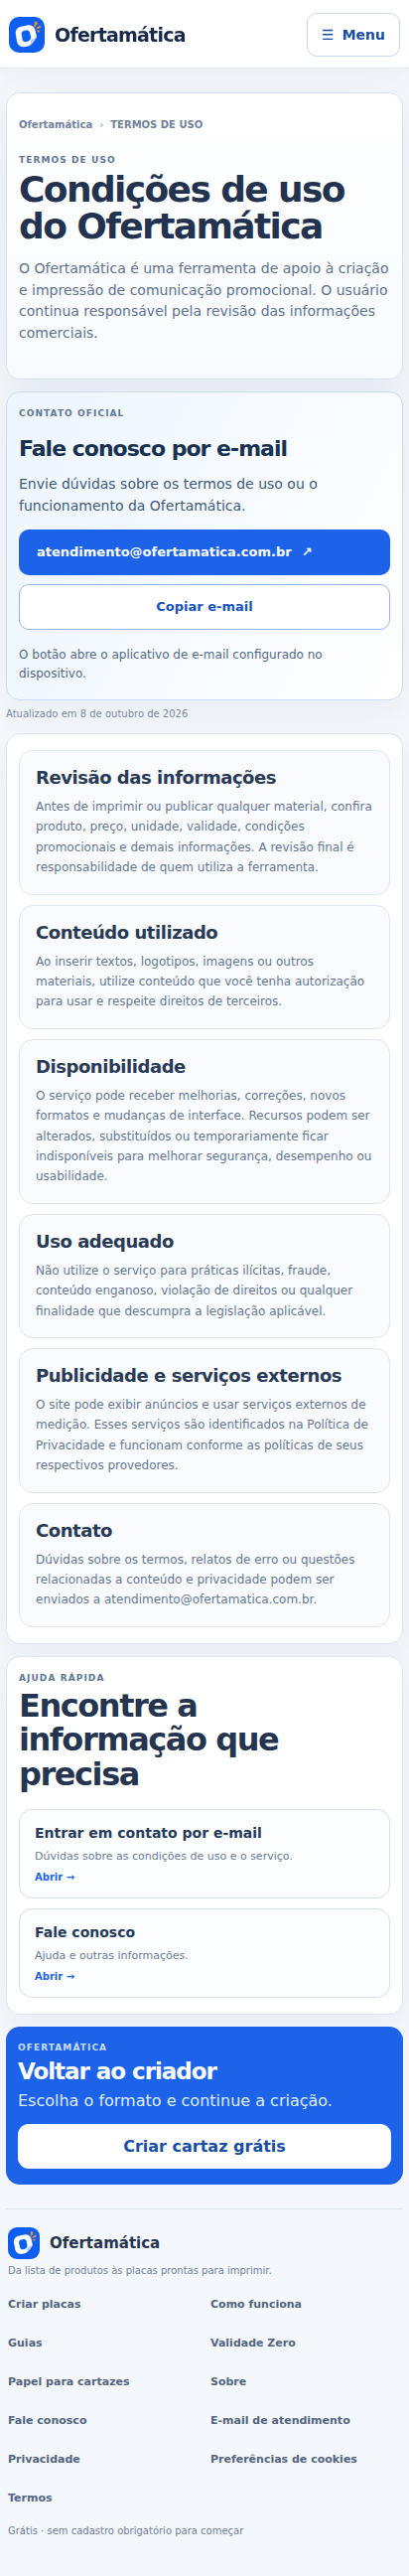 Ofertamática
☰ Menu
Ofertamática › TERMOS DE USO
TERMOS DE USO
Condições de uso
do Ofertamática
O Ofertamática é uma ferramenta de apoio à criação
e impressão de comunicação promocional. O usuário
continua responsável pela revisão das informações
comerciais.
CONTATO OFICIAL
Fale conosco por e-mail
Envie dúvidas sobre os termos de uso ou o
funcionamento da Ofertamática.
atendimento@ofertamatica.com.br ↗
Copiar e-mail
O botão abre o aplicativo de e-mail configurado no
dispositivo.
Atualizado em 8 de outubro de 2026
Revisão das informações
Antes de imprimir ou publicar qualquer material, confira
produto, preço, unidade, validade, condições
promocionais e demais informações. A revisão final é
responsabilidade de quem utiliza a ferramenta.
Conteúdo utilizado
Ao inserir textos, logotipos, imagens ou outros
materiais, utilize conteúdo que você tenha autorização
para usar e respeite direitos de terceiros.
Disponibilidade
O serviço pode receber melhorias, correções, novos
formatos e mudanças de interface. Recursos podem ser
alterados, substituídos ou temporariamente ficar
indisponíveis para melhorar segurança, desempenho ou
usabilidade.
Uso adequado
Não utilize o serviço para práticas ilícitas, fraude,
conteúdo enganoso, violação de direitos ou qualquer
finalidade que descumpra a legislação aplicável.
Publicidade e serviços externos
O site pode exibir anúncios e usar serviços externos de
medição. Esses serviços são identificados na Política de
Privacidade e funcionam conforme as políticas de seus
respectivos provedores.
Contato
Dúvidas sobre os termos, relatos de erro ou questões
relacionadas a conteúdo e privacidade podem ser
enviados a atendimento@ofertamatica.com.br.
AJUDA RÁPIDA
Encontre a
informação que
precisa
Entrar em contato por e-mail
Dúvidas sobre as condições de uso e o serviço.
Abrir →
Fale conosco
Ajuda e outras informações.
Abrir →
OFERTAMÁTICA
Voltar ao criador
Escolha o formato e continue a criação.
Criar cartaz grátis
Ofertamática
Da lista de produtos às placas prontas para imprimir.
Criar placas
Como funciona
Guias
Validade Zero
Papel para cartazes
Sobre
Fale conosco
E-mail de atendimento
Privacidade
Preferências de cookies
Termos
Grátis · sem cadastro obrigatório para começar